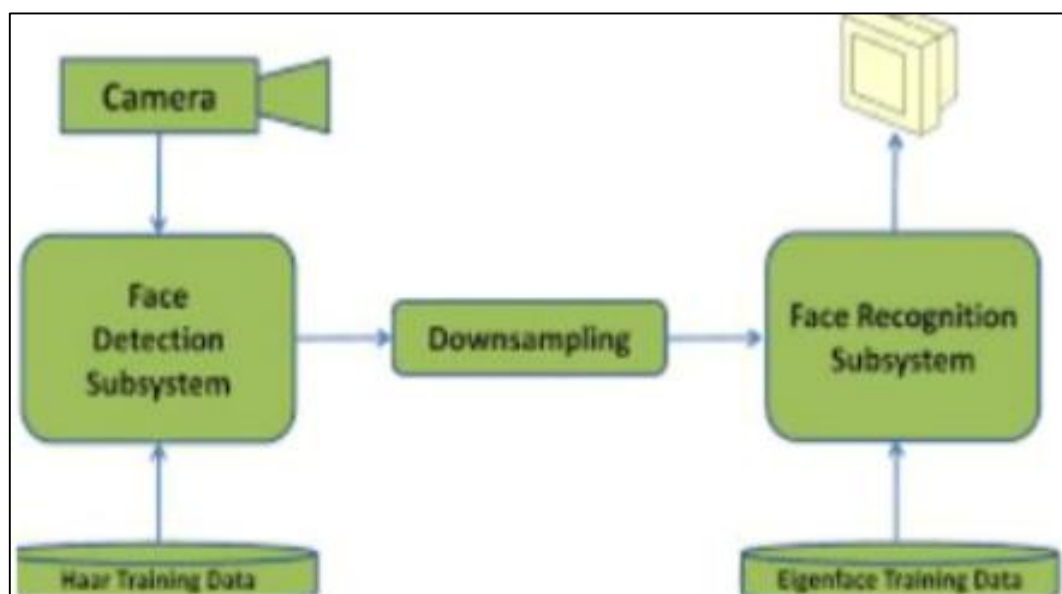 Camera
Face
Detection
Subsystem
Downsampling
Face Recognition
Subsystem
Haar Training Data
Eigenface Training Data